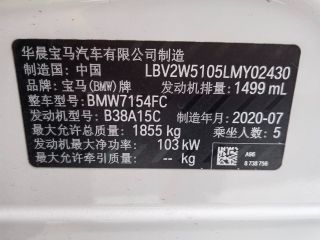 华晨宝马汽车有限公司制造
制造国：中国 LBV2W5105LMY02430
品牌：宝马(BMW)牌 发动机排量：1499 mL
整车型号：BMW7154FC
发动机型号：B38A15C 制造年月：2020-07
最大允许总质量：1855 kg 乘坐人数：5
发动机最大净功率：103 kW
最大允许牵引质量：—— kg
A96
8 738 756